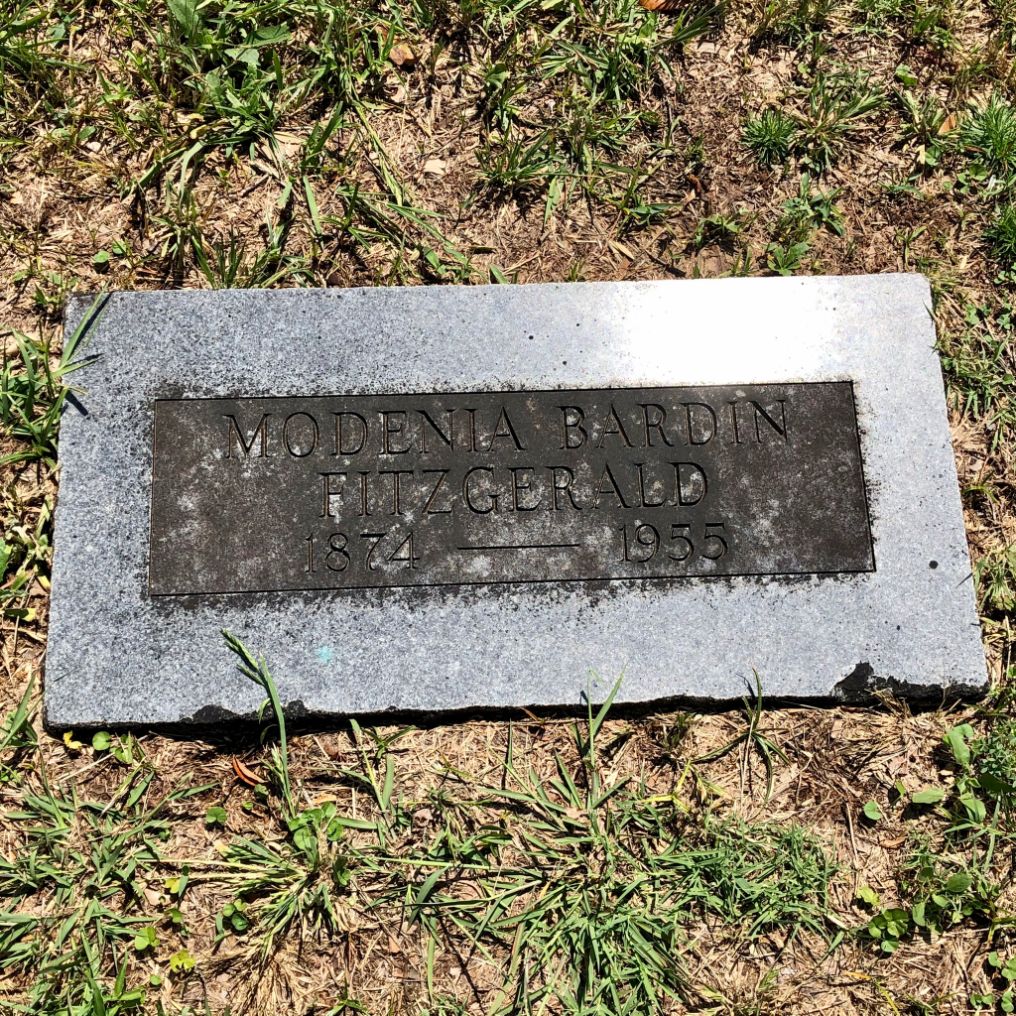 MODENIA BARDIN
FITZGERALD
1874 — 1955